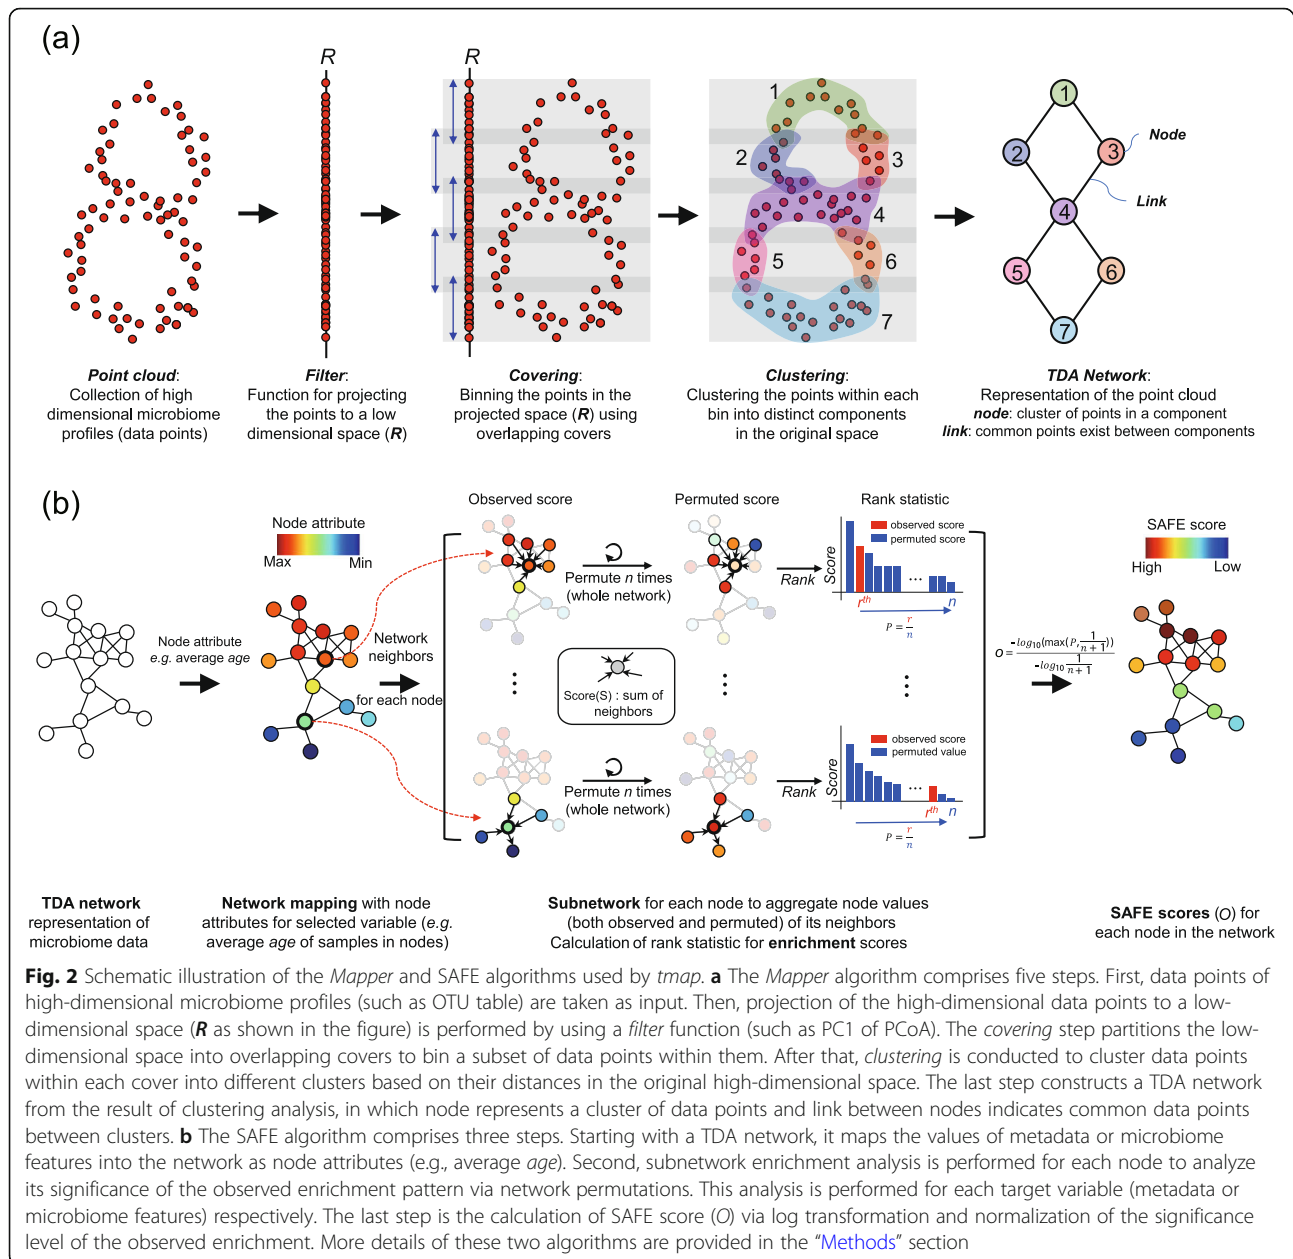 (a)
R
R
1
2
3
4
5
6
7
1
2
3
4
5
6
7
Node
Link
Point cloud:
Collection of high
dimensional microbiome
profiles (data points)
Filter:
Function for projecting
the points to a low
dimensional space (R)
Covering:
Binning the points in the
projected space (R) using
overlapping covers
Clustering:
Clustering the points within each
bin into distinct components
in the original space
TDA Network:
Representation of the point cloud
node: cluster of points in a component
link: common points exist between components
(b)
Node attribute
Max
Min
Node attribute
e.g. average age
Network
neighbors
for each node
Observed score
Permuted score
Rank statistic
Permute n times
(whole network)
Rank
Score
observed score
permuted score
...
rth
n
P = r/n
Score(S) : sum of
neighbors
Permute n times
(whole network)
Rank
Score
observed score
permuted value
...
rth
n
P = r/n
O = -log10(max(P, 1/n+1)) / -log10 1/n+1
SAFE score
High
Low
TDA network
representation of
microbiome data
Network mapping with node
attributes for selected variable (e.g.
average age of samples in nodes)
Subnetwork for each node to aggregate node values
(both observed and permuted) of its neighbors
Calculation of rank statistic for enrichment scores
SAFE scores (O) for
each node in the network
Fig. 2 Schematic illustration of the Mapper and SAFE algorithms used by tmap. a The Mapper algorithm comprises five steps. First, data points of
high-dimensional microbiome profiles (such as OTU table) are taken as input. Then, projection of the high-dimensional data points to a low-
dimensional space (R as shown in the figure) is performed by using a filter function (such as PC1 of PCoA). The covering step partitions the low-
dimensional space into overlapping covers to bin a subset of data points within them. After that, clustering is conducted to cluster data points
within each cover into different clusters based on their distances in the original high-dimensional space. The last step constructs a TDA network
from the result of clustering analysis, in which node represents a cluster of data points and link between nodes indicates common data points
between clusters. b The SAFE algorithm comprises three steps. Starting with a TDA network, it maps the values of metadata or microbiome
features into the network as node attributes (e.g., average age). Second, subnetwork enrichment analysis is performed for each node to analyze
its significance of the observed enrichment pattern via network permutations. This analysis is performed for each target variable (metadata or
microbiome features) respectively. The last step is the calculation of SAFE score (O) via log transformation and normalization of the significance
level of the observed enrichment. More details of these two algorithms are provided in the “Methods” section